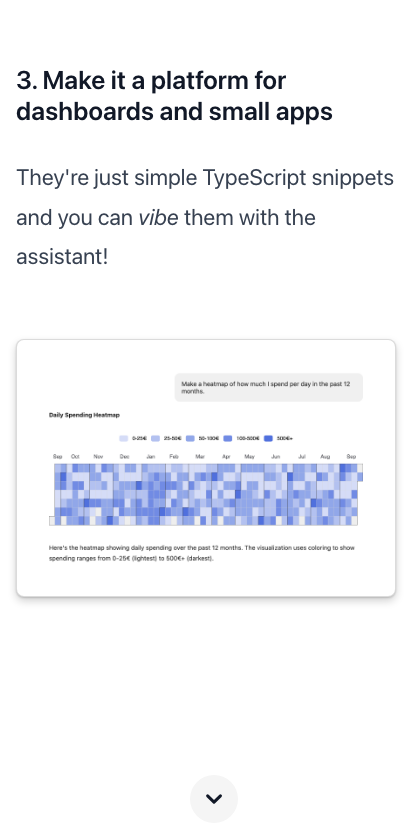 3. Make it a platform for
dashboards and small apps
They're just simple TypeScript snippets
and you can vibe them with the
assistant!
Make a heatmap of how much I spend per day in the past 12
months.
Daily Spending Heatmap
0-25€ 25-50€ 50-100€ 100-500€ 500€+
Sep Oct Nov Dec Jan Feb Mar Apr May Jun Jul Aug Sep
Here's the heatmap showing daily spending over the past 12 months. The visualization uses coloring to show
spending ranges from 0-25€ (lightest) to 500€+ (darkest).